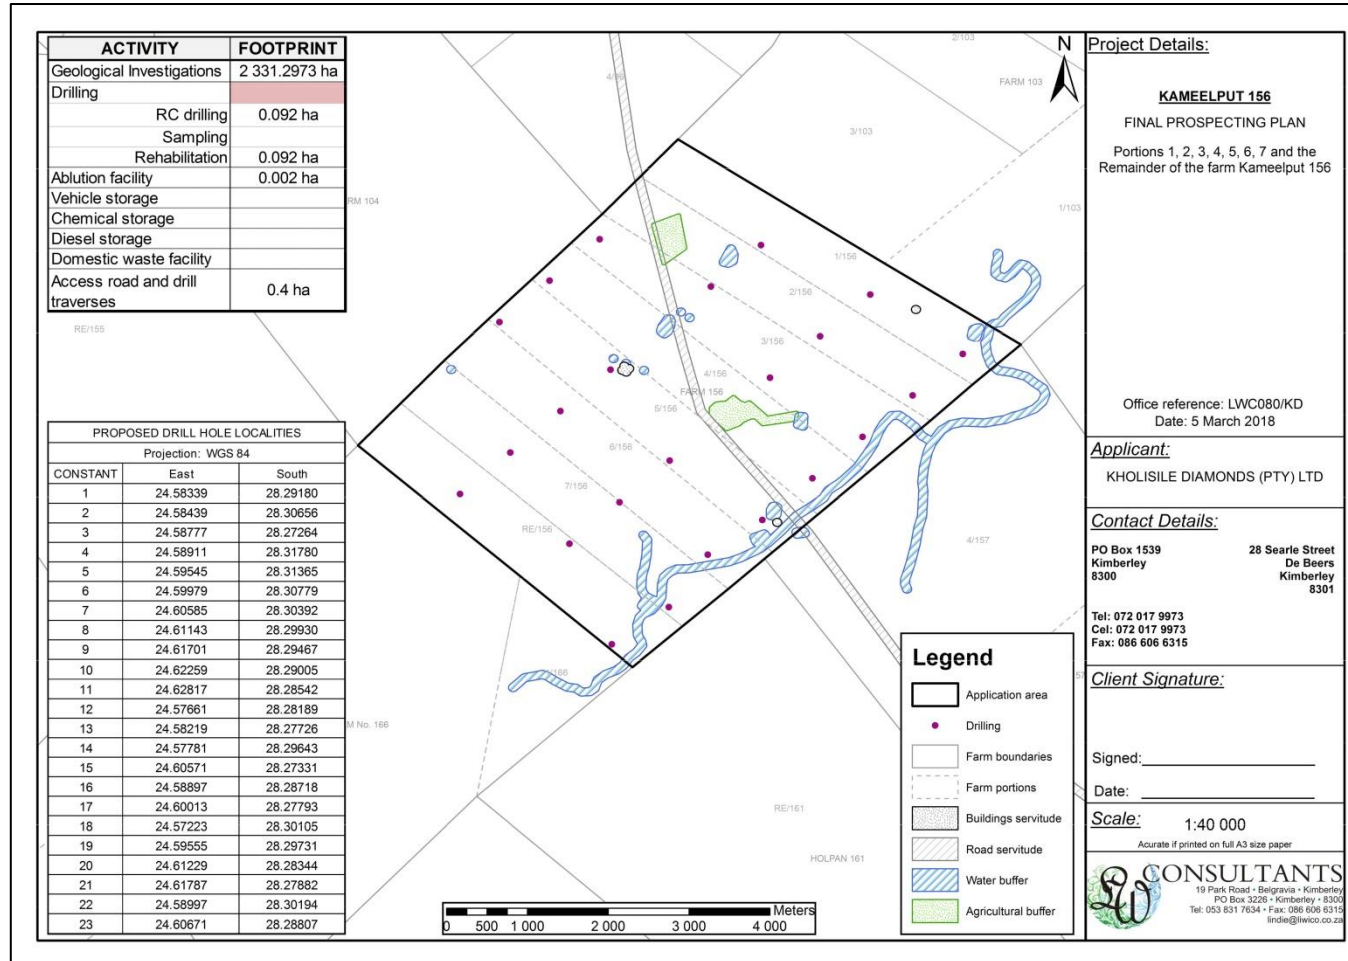 ACTIVITY FOOTPRINT
Geological Investigations 2 331.2973 ha
Drilling
RC drilling 0.092 ha
Sampling
Rehabilitation 0.092 ha
Ablution facility 0.002 ha
Vehicle storage
Chemical storage
Diesel storage
Domestic waste facility
Access road and drill
traverses 0.4 ha
PROPOSED DRILL HOLE LOCALITIES
Projection: WGS 84
CONSTANT East South
1 24.58339 28.29180
2 24.58439 28.30656
3 24.58777 28.27264
4 24.58911 28.31780
5 24.59545 28.31365
6 24.59979 28.30779
7 24.60585 28.30392
8 24.61143 28.29930
9 24.61701 28.29467
10 24.62259 28.29005
11 24.62817 28.28542
12 24.57661 28.28189
13 24.58219 28.27726
14 24.57781 28.29643
15 24.60571 28.27331
16 24.58897 28.28718
17 24.60013 28.27793
18 24.57223 28.30105
19 24.59555 28.29731
20 24.61229 28.28344
21 24.61787 28.27882
22 24.58997 28.30194
23 24.60671 28.28807
N
2/103
FARM 103
4/96
3/103
1/103
RM 104
RE/155
1/156
2/156
3/156
4/156
FARM 156
5/156
6/156
7/156
RE/156
4/157
/166
M No. 166
RE/161
HOLPAN 161
Meters
0 500 1 000 2 000 3 000 4 000
Legend
Application area
Drilling
Farm boundaries
Farm portions
Buildings servitude
Road servitude
Water buffer
Agricultural buffer
Project Details:
KAMEELPUT 156
FINAL PROSPECTING PLAN
Portions 1, 2, 3, 4, 5, 6, 7 and the
Remainder of the farm Kameelput 156
Office reference: LWC080/KD
Date: 5 March 2018
Applicant:
KHOLISILE DIAMONDS (PTY) LTD
Contact Details:
PO Box 1539 28 Searle Street
Kimberley De Beers
8300 Kimberley
8301
Tel: 072 017 9973
Cel: 072 017 9973
Fax: 086 606 6315
Client Signature:
Signed:
Date:
Scale: 1:40 000
Acurate if printed on full A3 size paper
LW CONSULTANTS
19 Park Road • Belgravia • Kimberley
PO Box 3226 • Kimberley • 8300
Tel: 053 831 7634 • Fax: 086 606 6315
lindie@liwico.co.za